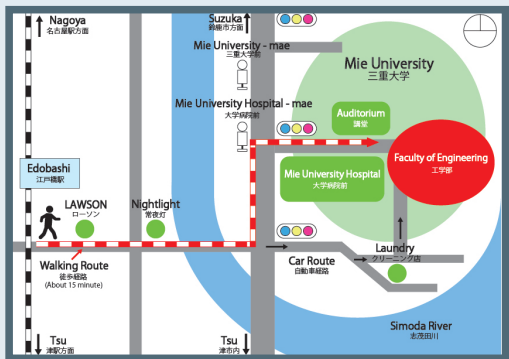 Nagoya
名古屋駅方面
Suzuka
鈴鹿市方面
Mie University - mae
三重大学前
Mie University
三重大学
Mie University Hospital - mae
大学病院前
Auditorium
講堂
Edobashi
江戸橋駅
Faculty of Engineering
工学部
Mie University Hospital
大学病院前
LAWSON
ローソン
Nightlight
常夜灯
Laundry
クリーニング店
Walking Route
徒歩経路
(About 15 minute)
Car Route
自動車経路
Simoda River
志茂田川
Tsu
津駅方面
Tsu
津市内